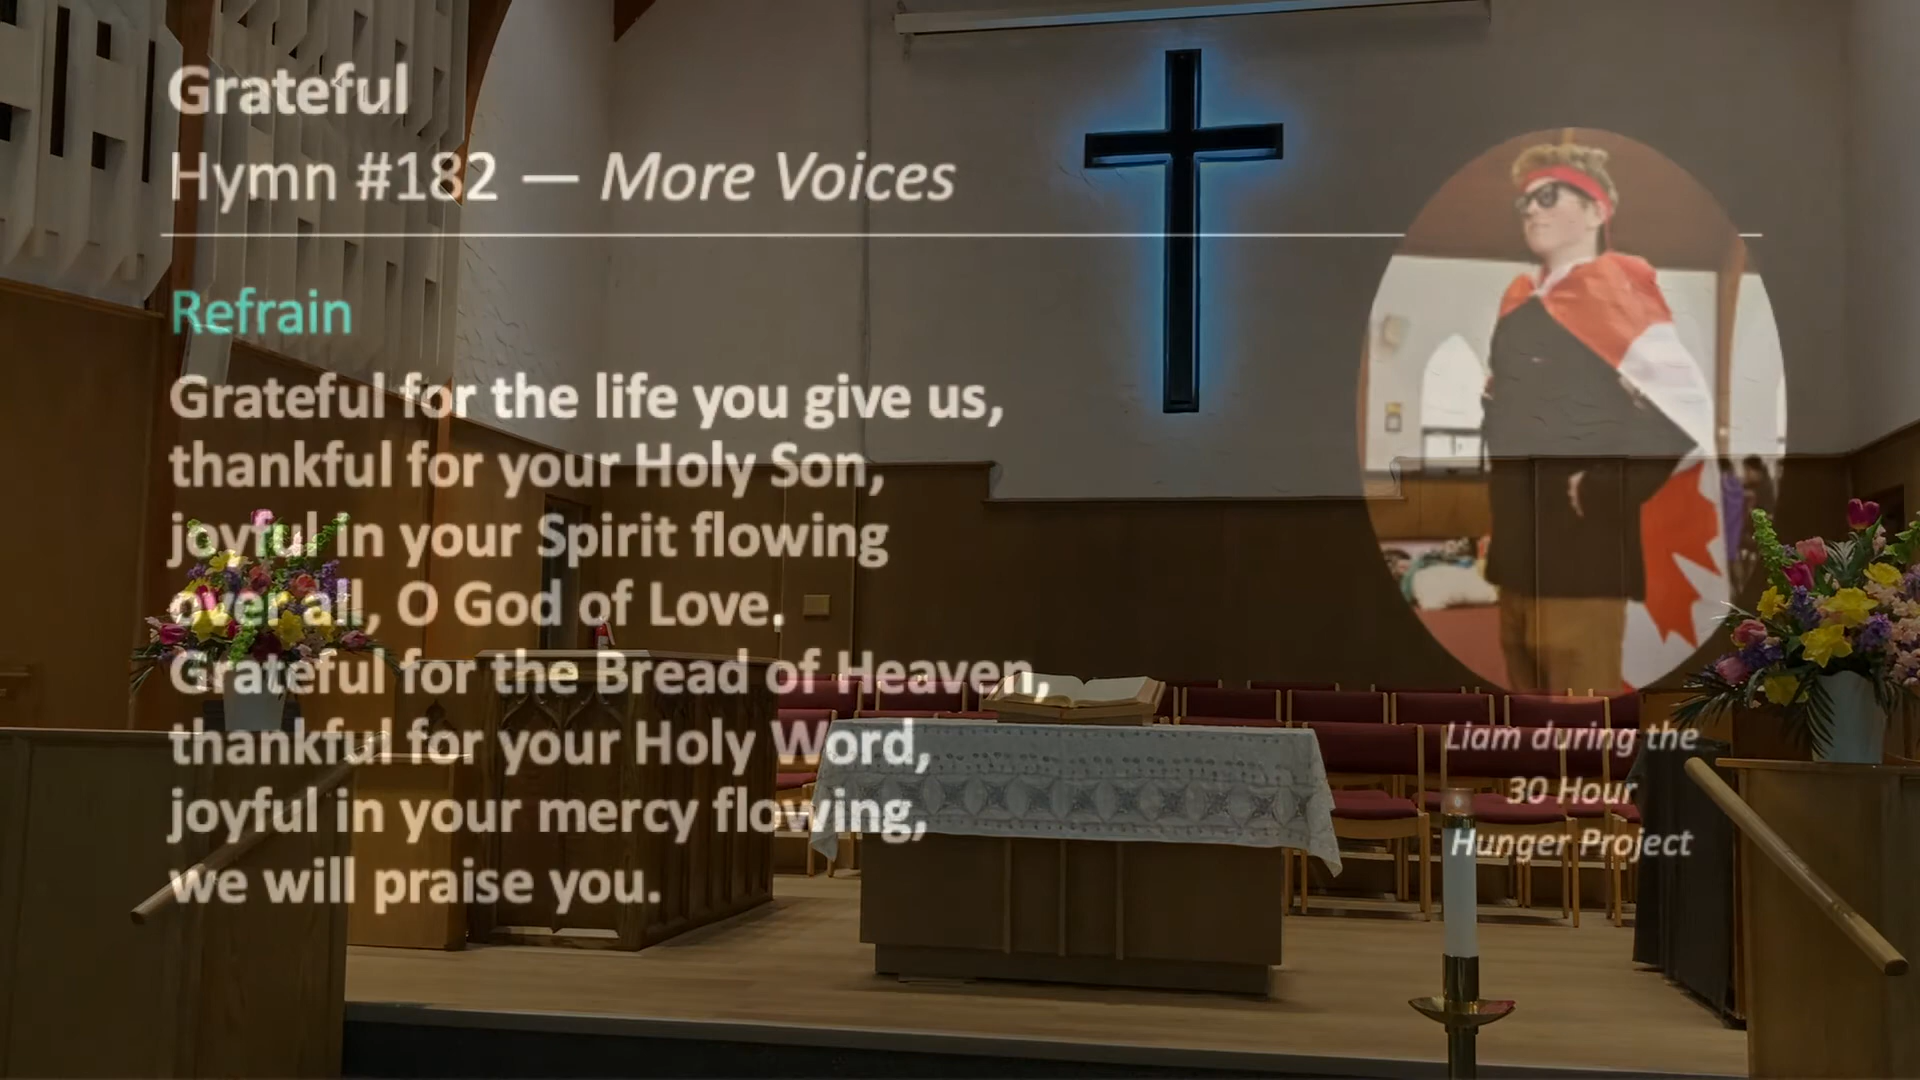 Grateful
Hymn #182 — More Voices
Refrain
Grateful for the life you give us,
thankful for your Holy Son,
joyful in your Spirit flowing
over all, O God of Love.
Grateful for the Bread of Heaven,
thankful for your Holy Word,
joyful in your mercy flowing,
we will praise you.
Liam during the
30 Hour
Hunger Project